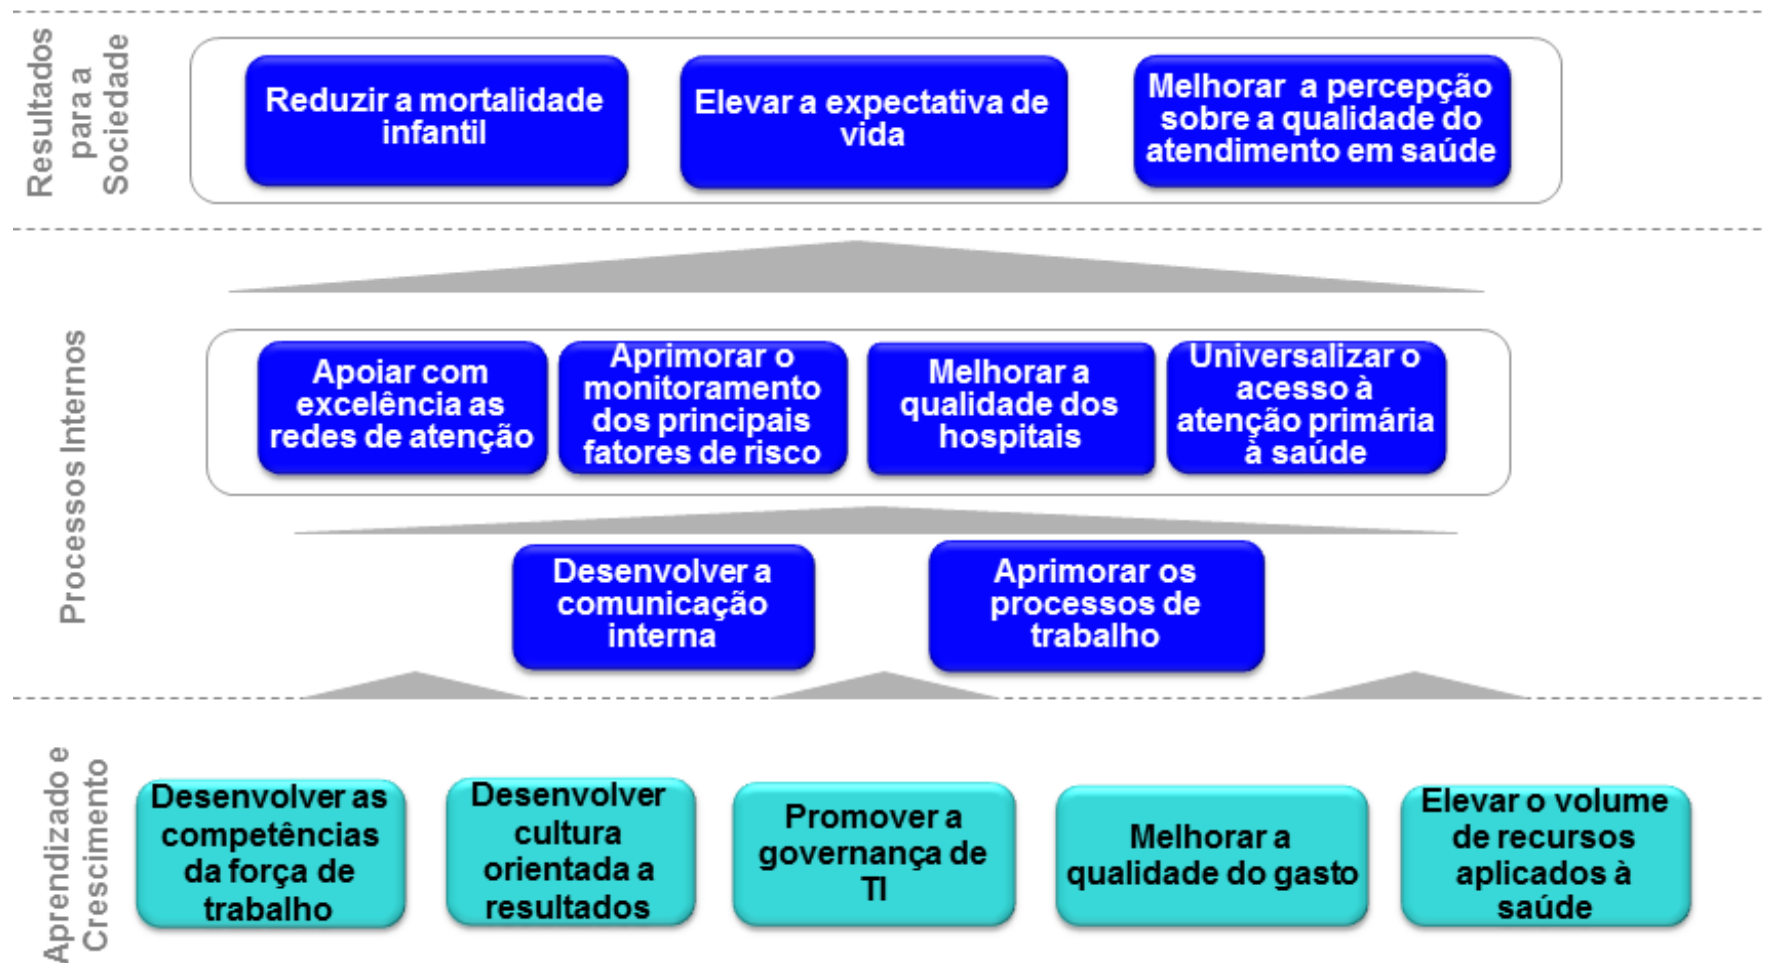 Resultados
para a
Sociedade
Reduzir a mortalidade
infantil
Elevar a expectativa de
vida
Melhorar a percepção
sobre a qualidade do
atendimento em saúde
Processos Internos
Apoiar com
excelência as
redes de atenção
Aprimorar o
monitoramento
dos principais
fatores de risco
Melhorar a
qualidade dos
hospitais
Universalizar o
acesso à
atenção primária
à saúde
Desenvolver a
comunicação
interna
Aprimorar os
processos de
trabalho
Aprendizado e
Crescimento
Desenvolver as
competências
da força de
trabalho
Desenvolver
cultura
orientada a
resultados
Promover a
governança de
TI
Melhorar a
qualidade do gasto
Elevar o volume
de recursos
aplicados à
saúde